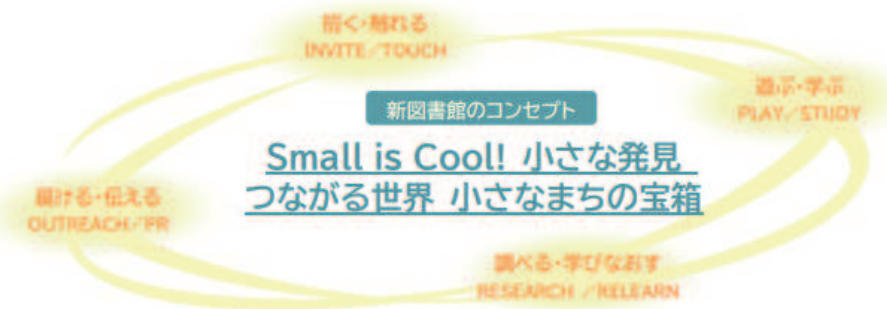 招く・触れる
INVITE／TOUCH
遊ぶ・学ぶ
PLAY／STUDY
新図書館のコンセプト
Small is Cool! 小さな発見
つながる世界 小さなまちの宝箱
届ける・伝える
OUTREACH／PR
調べる・学びなおす
RESEARCH ／RELEARN